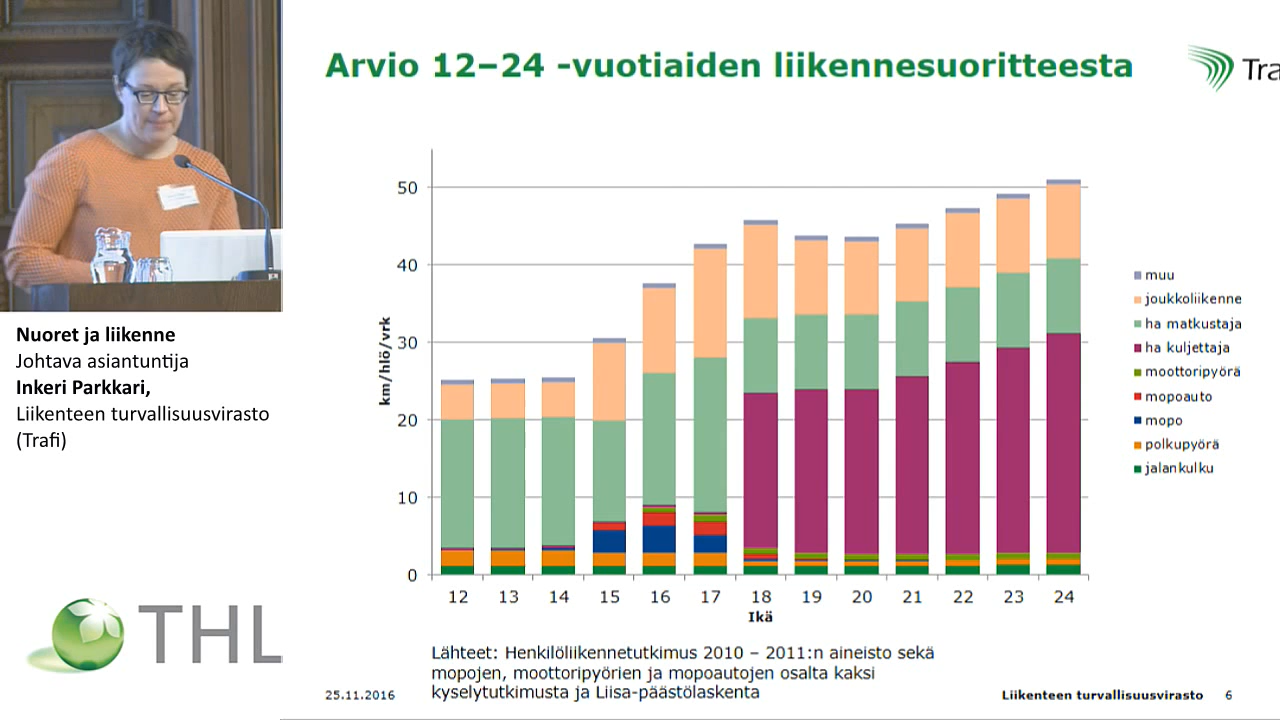 Arvio 12–24 -vuotiaiden liikennesuoritteesta
Tra
50
40
30
20
10
0
km/hlö/vrk
12 13 14 15 16 17 18 19 20 21 22 23 24
Ikä
muu
joukkoliikenne
ha matkustaja
ha kuljettaja
moottoripyörä
mopoauto
mopo
polkupyörä
jalankulku
Lähteet: Henkilöliikennetutkimus 2010 – 2011:n aineisto sekä
mopojen, moottoripyörien ja mopoautojen osalta kaksi
kyselytutkimusta ja Liisa-päästölaskenta
25.11.2016
Liikenteen turvallisuusvirasto 6
Nuoret ja liikenne
Johtava asiantuntija
Inkeri Parkkari,
Liikenteen turvallisuusvirasto
(Trafi)
THL